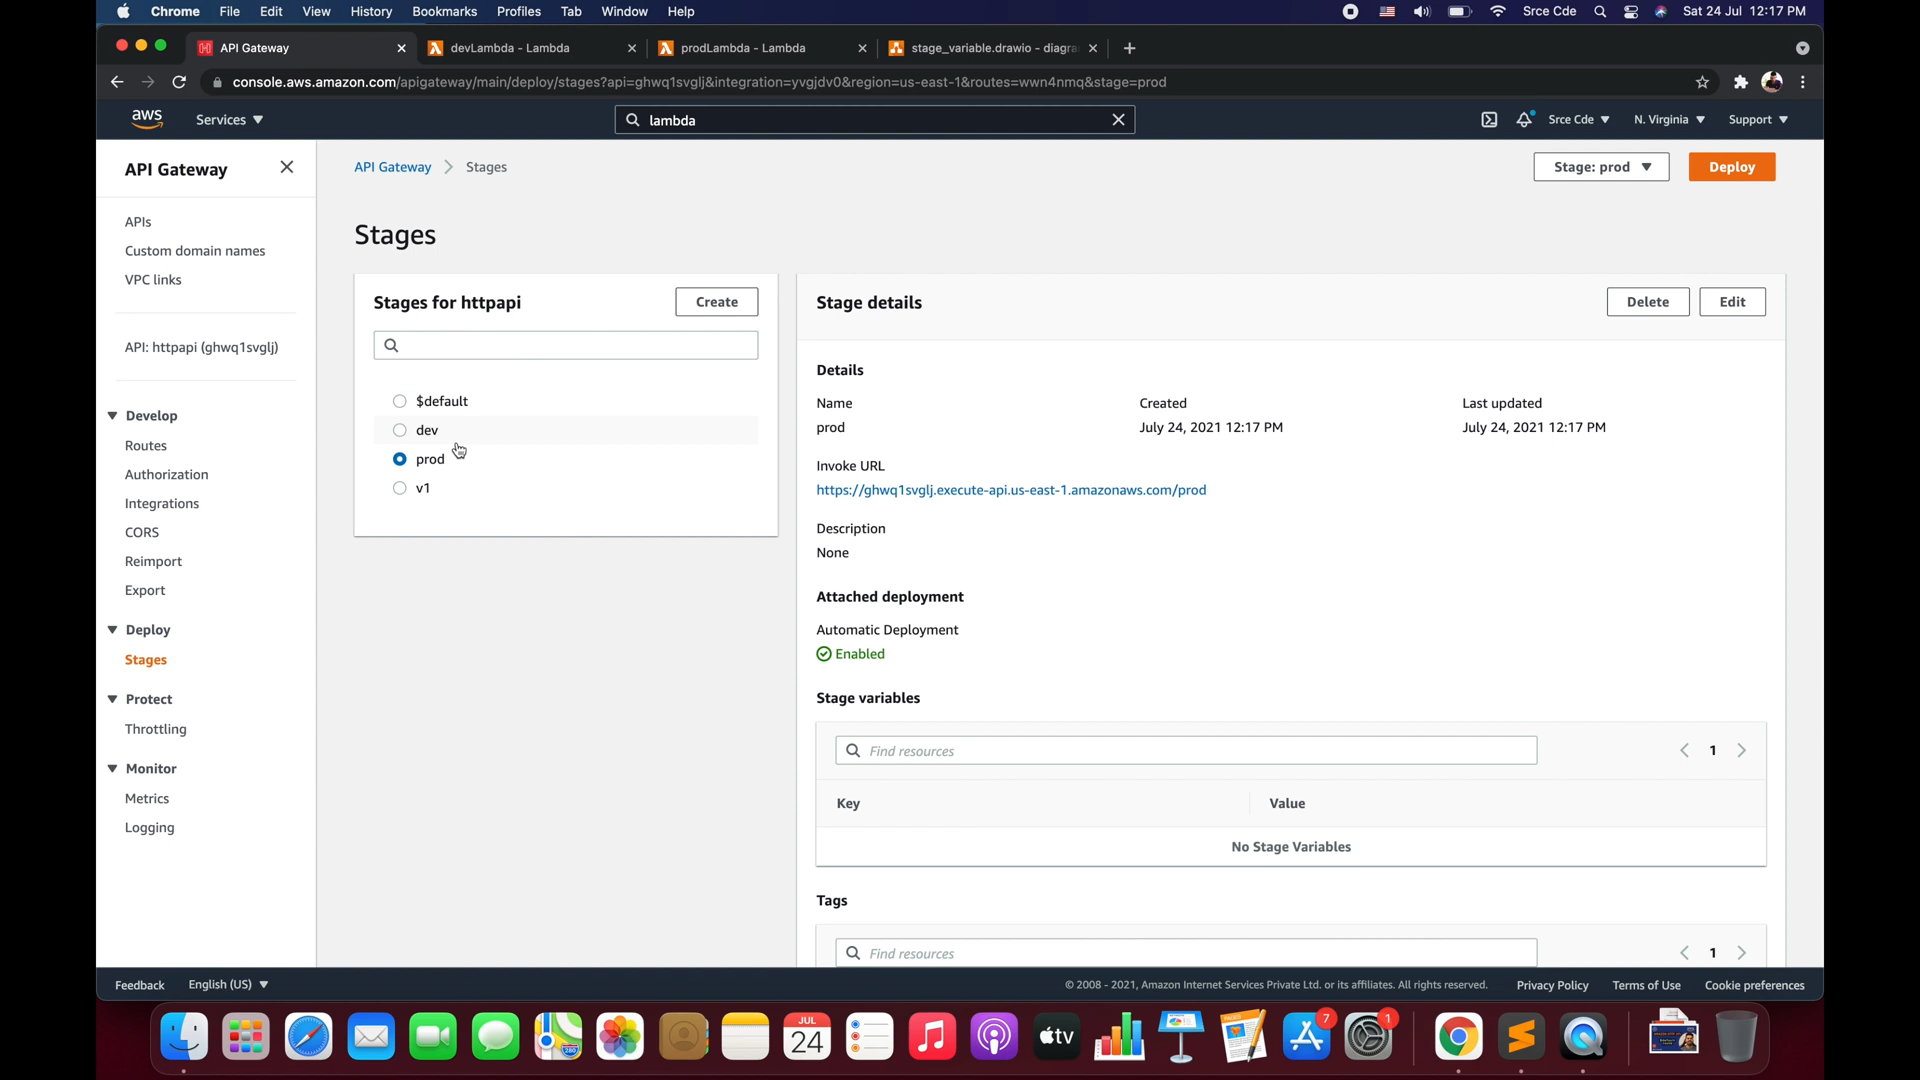 Chrome File Edit View History Bookmarks Profiles Tab Window Help Srce Cde Sat 24 Jul 12:17 PM
API Gateway devLambda - Lambda prodLambda - Lambda stage_variable.drawio - diagra
console.aws.amazon.com/apigateway/main/deploy/stages?api=ghwq1svglj&integration=yvgjdv0&region=us-east-1&routes=wwn4nmq&stage=prod
aws Services lambda Srce Cde N. Virginia Support
API Gateway
APIs
Custom domain names
VPC links
API: httpapi (ghwq1svglj)
Develop
Routes
Authorization
Integrations
CORS
Reimport
Export
Deploy
Stages
Protect
Throttling
Monitor
Metrics
Logging
API Gateway Stages
Stage: prod Deploy
Stages
Stages for httpapi Create
$default
dev
prod
v1
Stage details Delete Edit
Details
Name Created Last updated
prod July 24, 2021 12:17 PM July 24, 2021 12:17 PM
Invoke URL
https://ghwq1svglj.execute-api.us-east-1.amazonaws.com/prod
Description
None
Attached deployment
Automatic Deployment
Enabled
Stage variables
Find resources 1
Key Value
No Stage Variables
Tags
Find resources 1
Feedback English (US) © 2008 - 2021, Amazon Internet Services Private Ltd. or its affiliates. All rights reserved. Privacy Policy Terms of Use Cookie preferences
JUL
24
tv
7
1